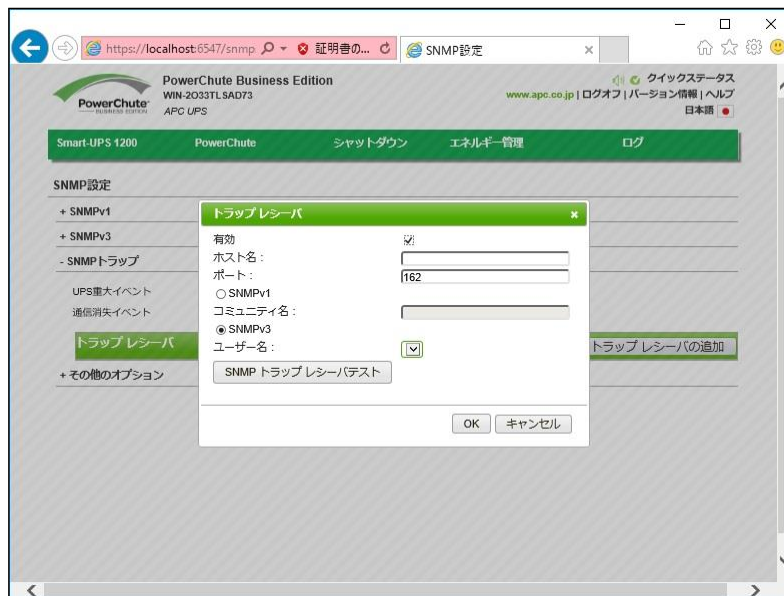 https://localhost:6547/snmp
証明書の...
SNMP設定
PowerChute
BUSINESS EDITION
PowerChute Business Edition
WIN-2O33TLSAD73
APC UPS
クイックステータス
www.apc.co.jp | ログオフ | バージョン情報 | ヘルプ
日本語
Smart-UPS 1200 PowerChute シャットダウン エネルギー管理 ログ
SNMP設定
+ SNMPv1
+ SNMPv3
- SNMPトラップ
UPS重大イベント
通信消失イベント
トラップ レシーバ
トラップ レシーバの追加
+ その他のオプション
トラップ レシーバ
有効
ホスト名 :
ポート : 162
SNMPv1
コミュニティ名 :
SNMPv3
ユーザー名 :
SNMP トラップ レシーバテスト
OK キャンセル